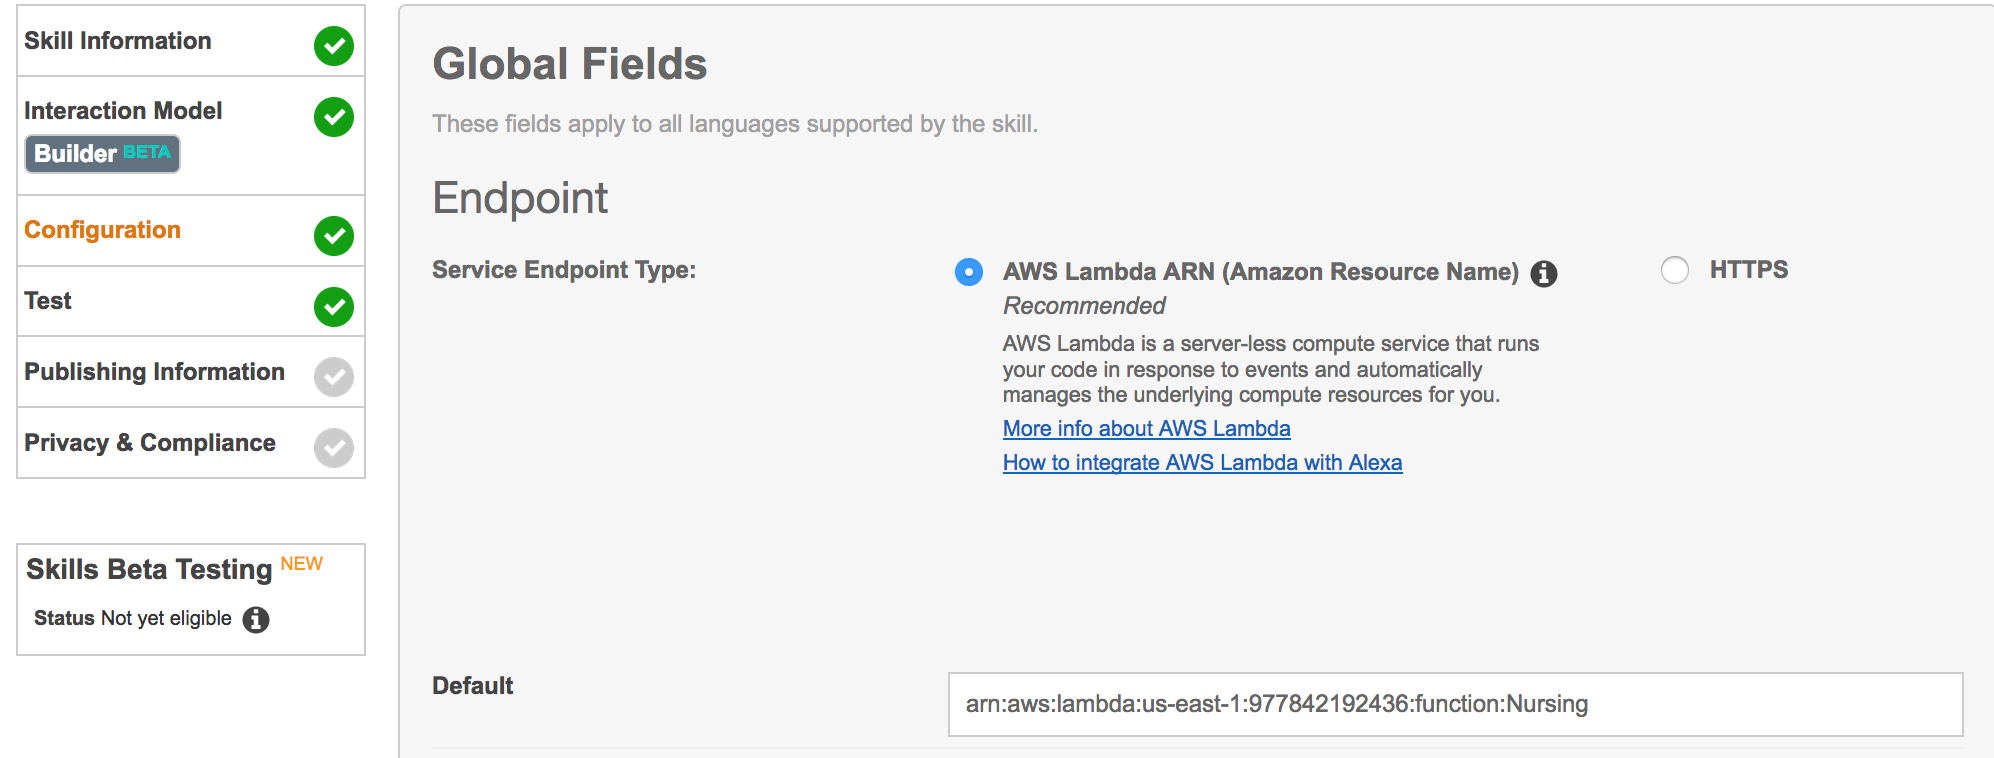 Skill Information
Interaction Model
Builder BETA
Configuration
Test
Publishing Information
Privacy & Compliance
Skills Beta Testing NEW
Status Not yet eligible
Global Fields
These fields apply to all languages supported by the skill.
Endpoint
Service Endpoint Type:
AWS Lambda ARN (Amazon Resource Name)
Recommended
AWS Lambda is a server-less compute service that runs
your code in response to events and automatically
manages the underlying compute resources for you.
More info about AWS Lambda
How to integrate AWS Lambda with Alexa
HTTPS
Default
arn:aws:lambda:us-east-1:977842192436:function:Nursing